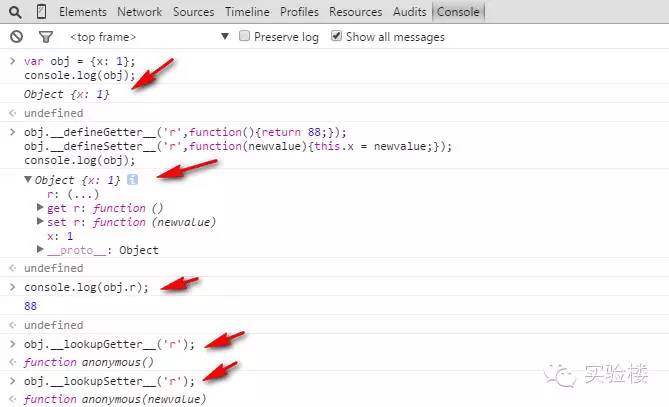 Elements Network Sources Timeline Profiles Resources Audits Console
<top frame> ▼ Preserve log Show all messages
> var obj = {x: 1};
console.log(obj);
Object {x: 1}
< undefined
> obj.__defineGetter__('r',function(){return 88;});
obj.__defineSetter__('r',function(newvalue){this.x = newvalue;});
console.log(obj);
▼Object {x: 1} i
r: (...)
▶get r: function ()
▶set r: function (newvalue)
x: 1
▶__proto__: Object
< undefined
> console.log(obj.r);
88
< undefined
> obj.__lookupGetter__('r');
< function anonymous()
> obj.__lookupSetter__('r');
< function anonymous(newvalue)
实验楼